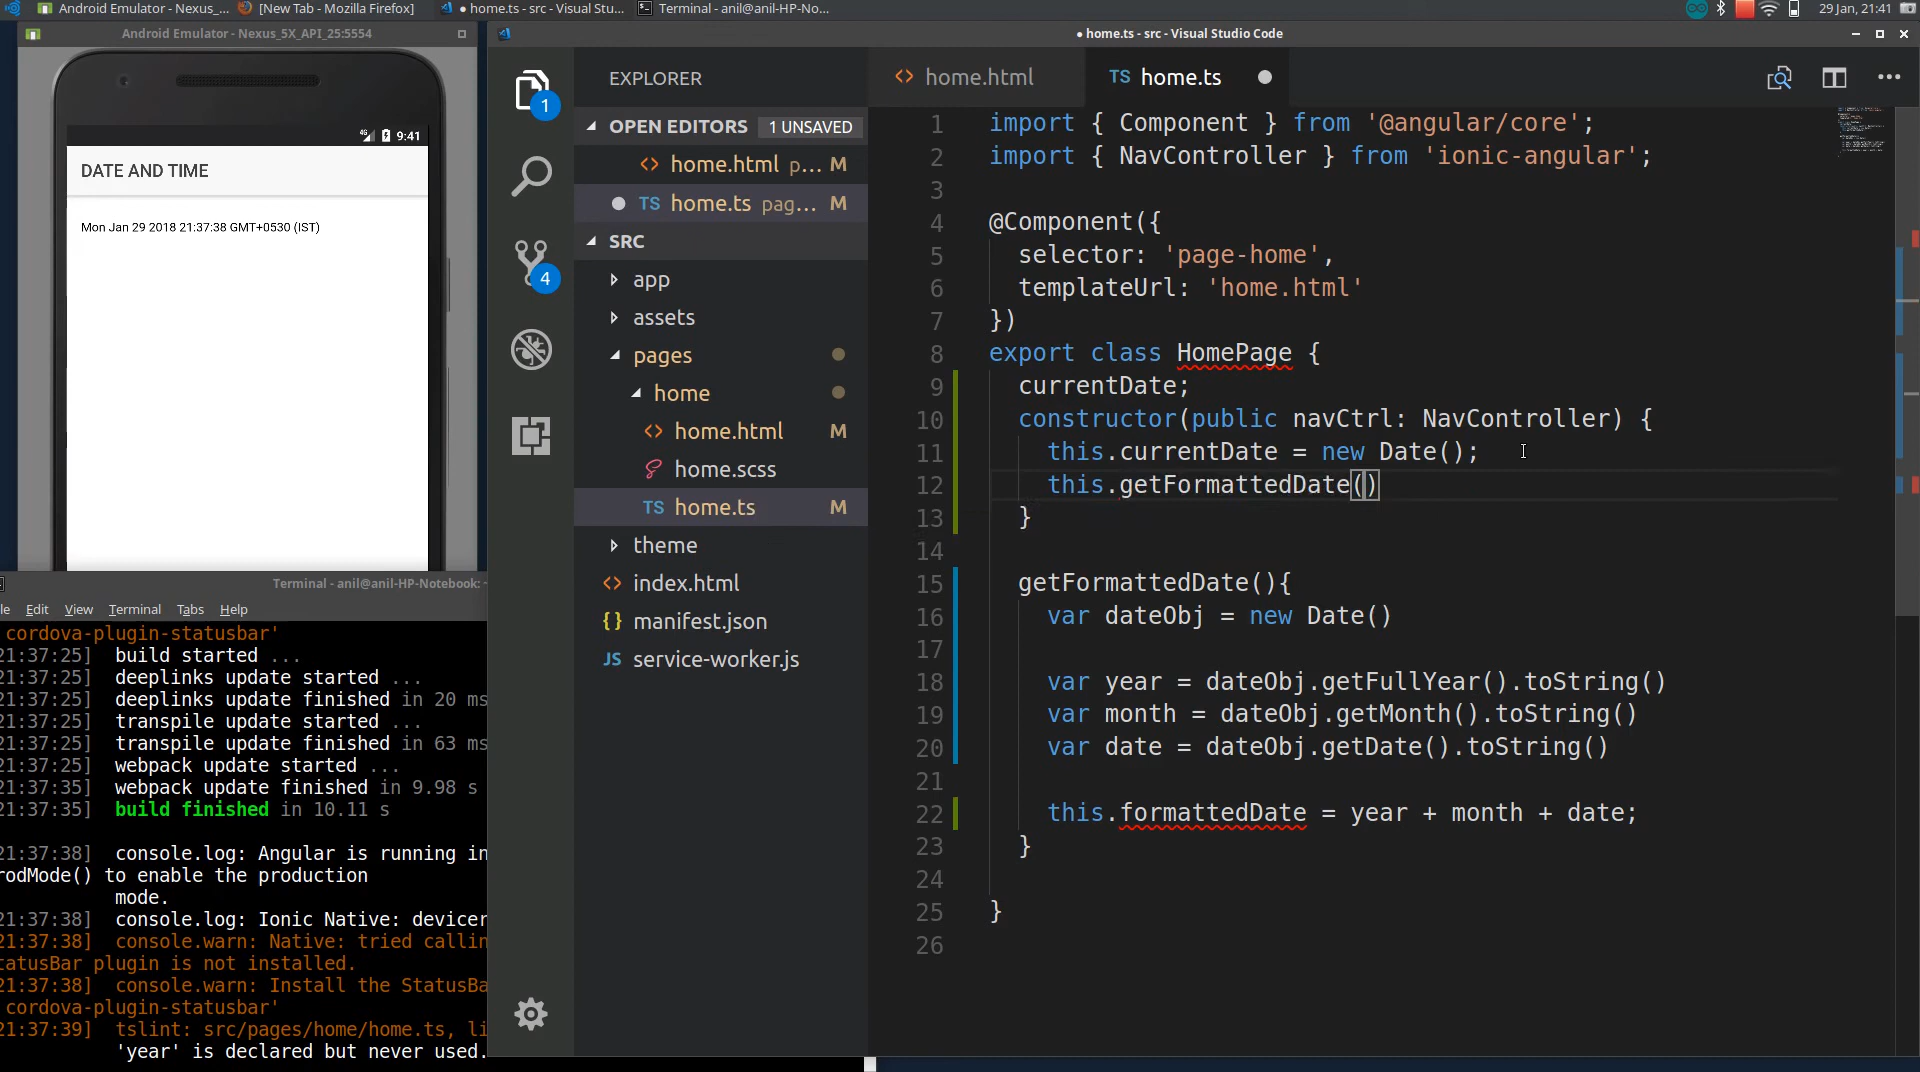 Android Emulator - Nexus_...
[New Tab - Mozilla Firefox]
● home.ts - src - Visual Stu...
Terminal - anil@anil-HP-No...
29 Jan, 21:41
Android Emulator - Nexus_5X_API_25:5554
4G 9:41
DATE AND TIME
Mon Jan 29 2018 21:37:38 GMT+0530 (IST)
Terminal - anil@anil-HP-Notebook: ~
Edit View Terminal Tabs Help
cordova-plugin-statusbar'
21:37:25] build started ...
21:37:25] deeplinks update started ...
21:37:25] deeplinks update finished in 20 ms
21:37:25] transpile update started ...
21:37:25] transpile update finished in 63 ms
21:37:25] webpack update started ...
21:37:35] webpack update finished in 9.98 s
21:37:35] build finished in 10.11 s
21:37:38] console.log: Angular is running in
rodMode() to enable the production
mode.
21:37:38] console.log: Ionic Native: devicer
21:37:38] console.warn: Native: tried callin
tatusBar plugin is not installed.
21:37:38] console.warn: Install the StatusBa
cordova-plugin-statusbar'
21:37:39] tslint: src/pages/home/home.ts, li
'year' is declared but never used.
● home.ts - src - Visual Studio Code
1
4
EXPLORER
OPEN EDITORS 1 UNSAVED
<> home.html p... M
● TS home.ts pag... M
SRC
app
assets
pages
home
<> home.html M
home.scss
TS home.ts M
theme
<> index.html
{} manifest.json
JS service-worker.js
<> home.html
TS home.ts ●
1 import { Component } from '@angular/core';
2 import { NavController } from 'ionic-angular';
3
4 @Component({
5 selector: 'page-home',
6 templateUrl: 'home.html'
7 })
8 export class HomePage {
9 currentDate;
10 constructor(public navCtrl: NavController) {
11 this.currentDate = new Date();
12 this.getFormattedDate()
13 }
14
15 getFormattedDate(){
16 var dateObj = new Date()
17
18 var year = dateObj.getFullYear().toString()
19 var month = dateObj.getMonth().toString()
20 var date = dateObj.getDate().toString()
21
22 this.formattedDate = year + month + date;
23 }
24
25 }
26